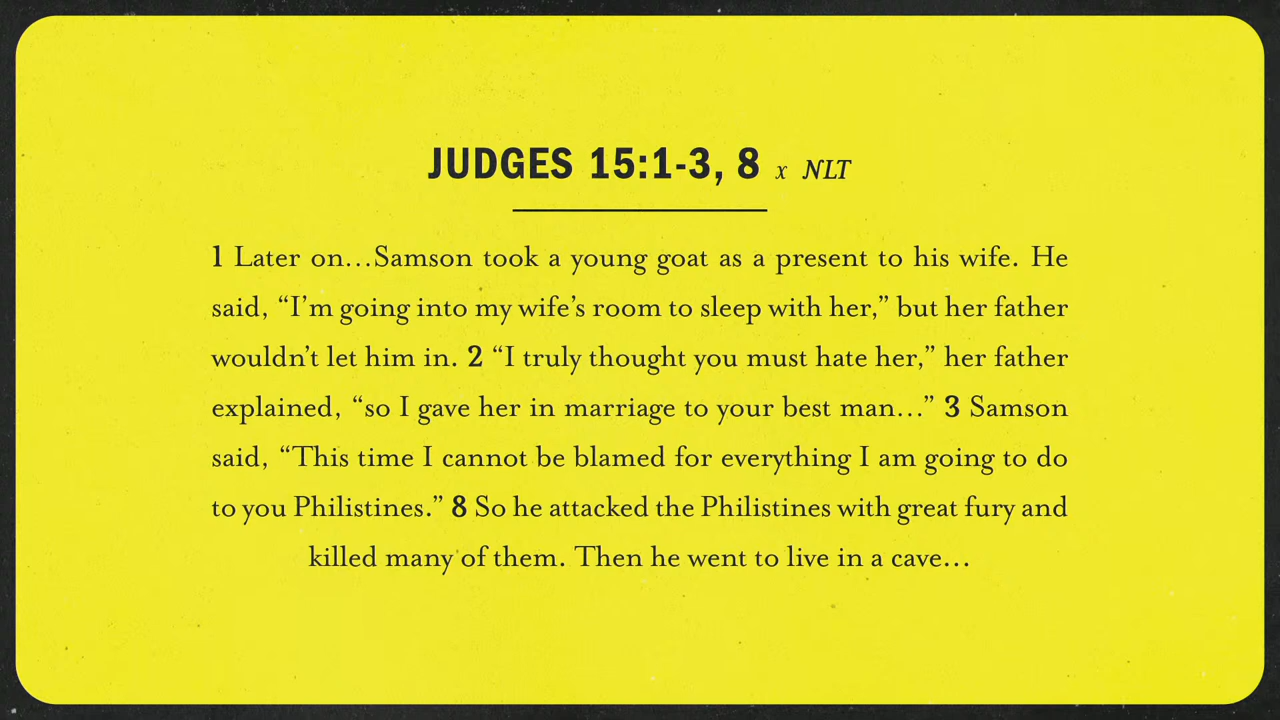 JUDGES 15:1-3, 8 x NLT
1 Later on...Samson took a young goat as a present to his wife. He
said, “I’m going into my wife’s room to sleep with her,” but her father
wouldn’t let him in. 2 “I truly thought you must hate her,” her father
explained, “so I gave her in marriage to your best man...” 3 Samson
said, “This time I cannot be blamed for everything I am going to do
to you Philistines.” 8 So he attacked the Philistines with great fury and
killed many of them. Then he went to live in a cave...